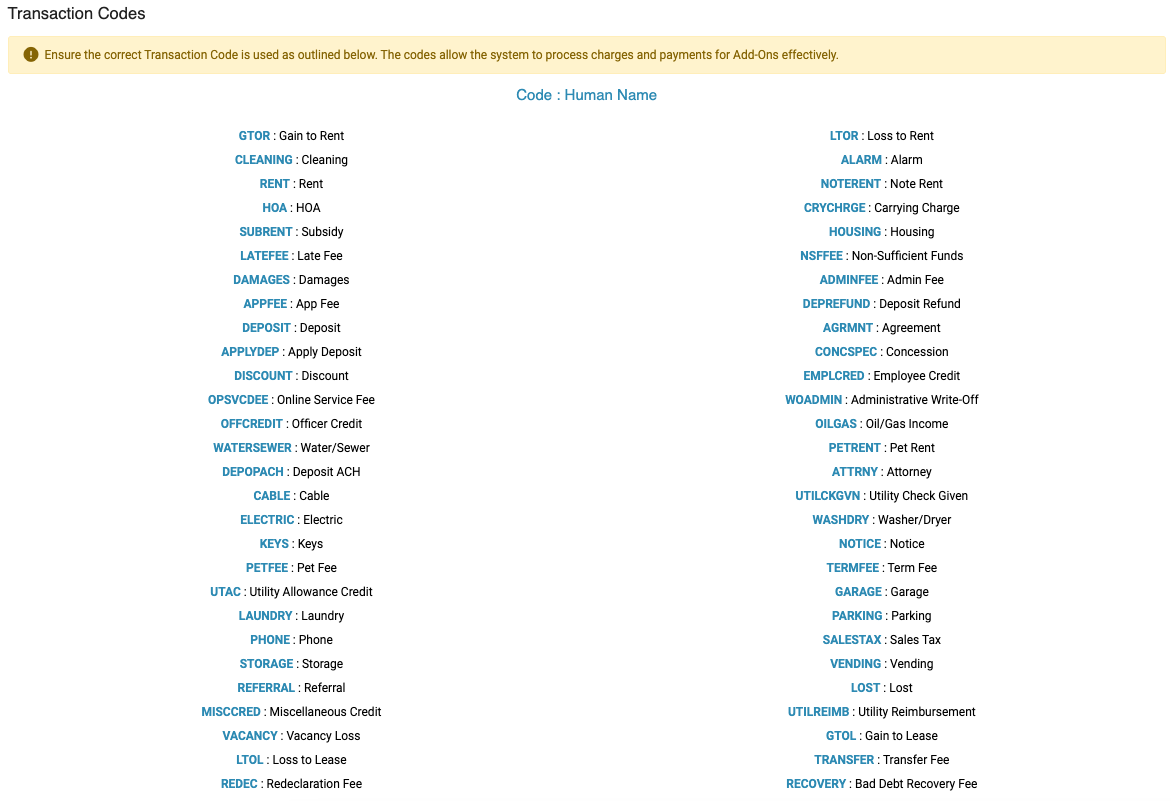 Transaction Codes
Ensure the correct Transaction Code is used as outlined below. The codes allow the system to process charges and payments for Add-Ons effectively.
Code : Human Name
GTOR : Gain to Rent
LTOR : Loss to Rent
CLEANING : Cleaning
ALARM : Alarm
RENT : Rent
NOTERENT : Note Rent
HOA : HOA
CRYCHRGE : Carrying Charge
SUBRENT : Subsidy
HOUSING : Housing
LATEFEE : Late Fee
NSFFEE : Non-Sufficient Funds
DAMAGES : Damages
ADMINFEE : Admin Fee
APPFEE : App Fee
DEPREFUND : Deposit Refund
DEPOSIT : Deposit
AGRMNT : Agreement
APPLYDEP : Apply Deposit
CONCSPEC : Concession
DISCOUNT : Discount
EMPLCRED : Employee Credit
OPSVCDEE : Online Service Fee
WOADMIN : Administrative Write-Off
OFFCREDIT : Officer Credit
OILGAS : Oil/Gas Income
WATERSEWER : Water/Sewer
PETRENT : Pet Rent
DEPOPACH : Deposit ACH
ATTRNY : Attorney
CABLE : Cable
UTILCKGVN : Utility Check Given
ELECTRIC : Electric
WASHDRY : Washer/Dryer
KEYS : Keys
NOTICE : Notice
PETFEE : Pet Fee
TERMFEE : Term Fee
UTAC : Utility Allowance Credit
GARAGE : Garage
LAUNDRY : Laundry
PARKING : Parking
PHONE : Phone
SALESTAX : Sales Tax
STORAGE : Storage
VENDING : Vending
REFERRAL : Referral
LOST : Lost
MISCCRED : Miscellaneous Credit
UTILREIMB : Utility Reimbursement
VACANCY : Vacancy Loss
GTOL : Gain to Lease
LTOL : Loss to Lease
TRANSFER : Transfer Fee
REDEC : Redeclaration Fee
RECOVERY : Bad Debt Recovery Fee